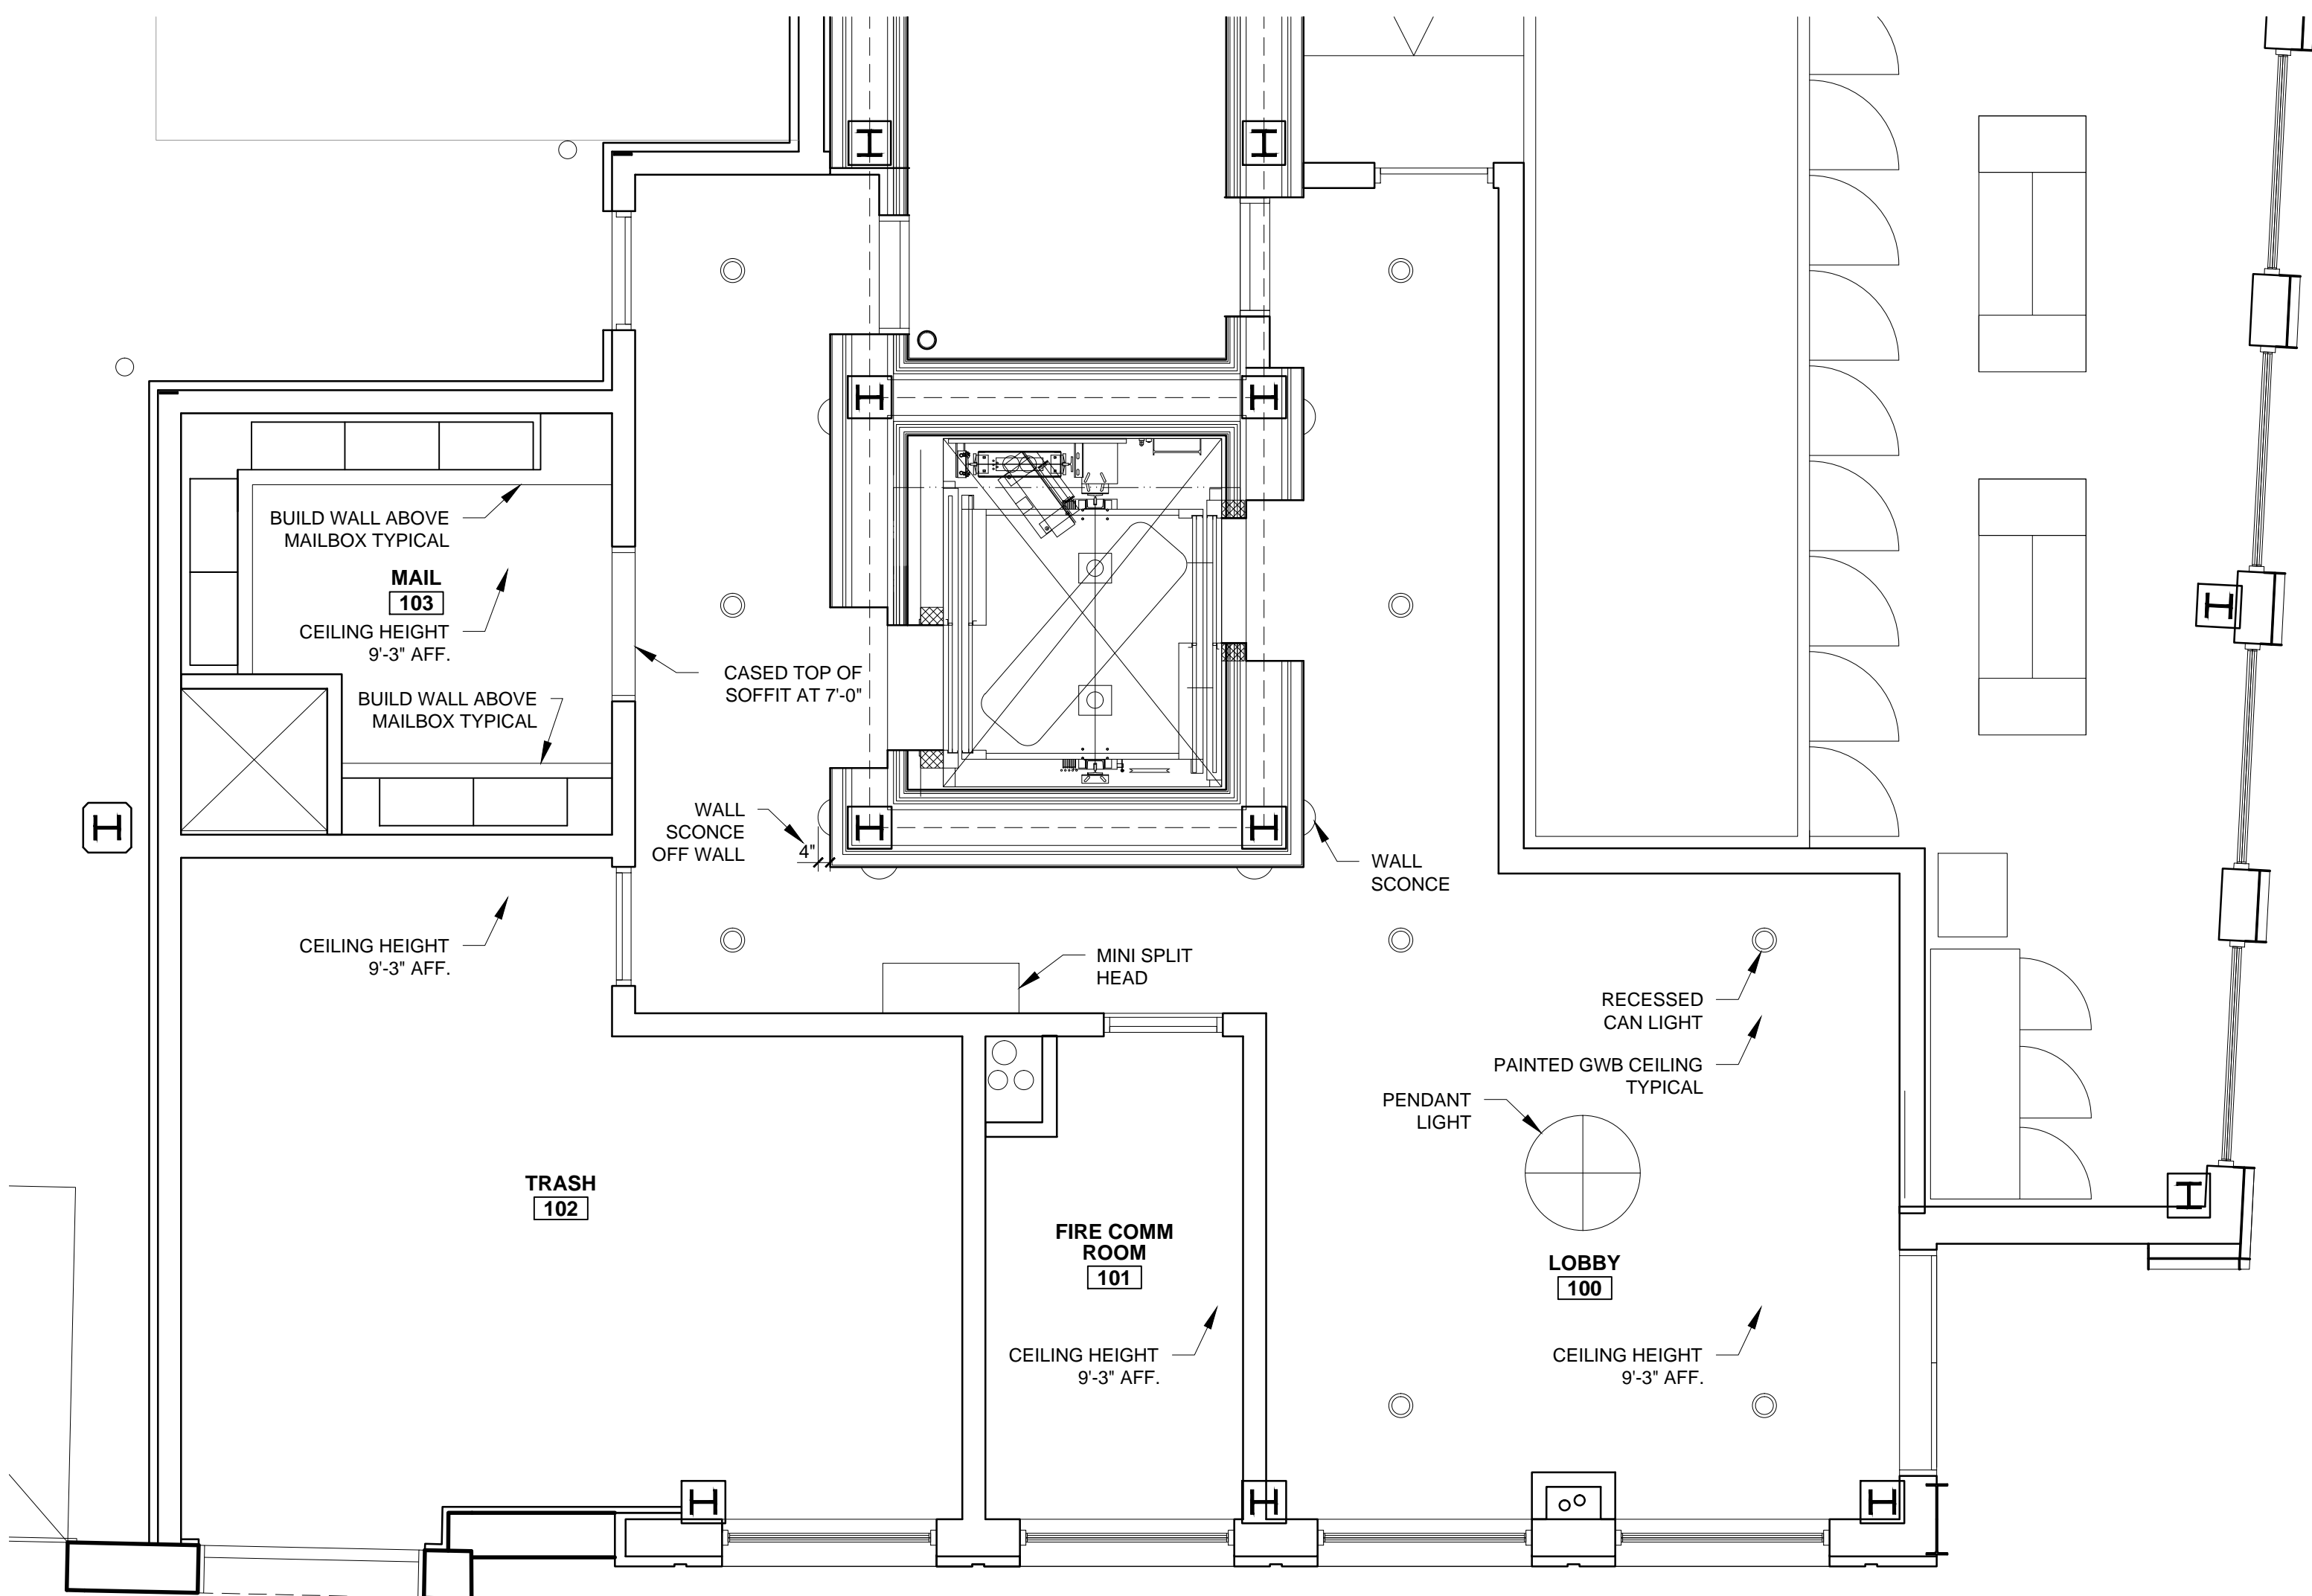 BUILD WALL ABOVE
MAILBOX TYPICAL
MAIL
103
CEILING HEIGHT
9'-3" AFF.
BUILD WALL ABOVE
MAILBOX TYPICAL
CASED TOP OF
SOFFIT AT 7'-0"
WALL
SCONCE
OFF WALL
4"
WALL
SCONCE
CEILING HEIGHT
9'-3" AFF.
MINI SPLIT
HEAD
RECESSED
CAN LIGHT
PAINTED GWB CEILING
TYPICAL
PENDANT
LIGHT
TRASH
102
FIRE COMM
ROOM
101
LOBBY
100
CEILING HEIGHT
9'-3" AFF.
CEILING HEIGHT
9'-3" AFF.